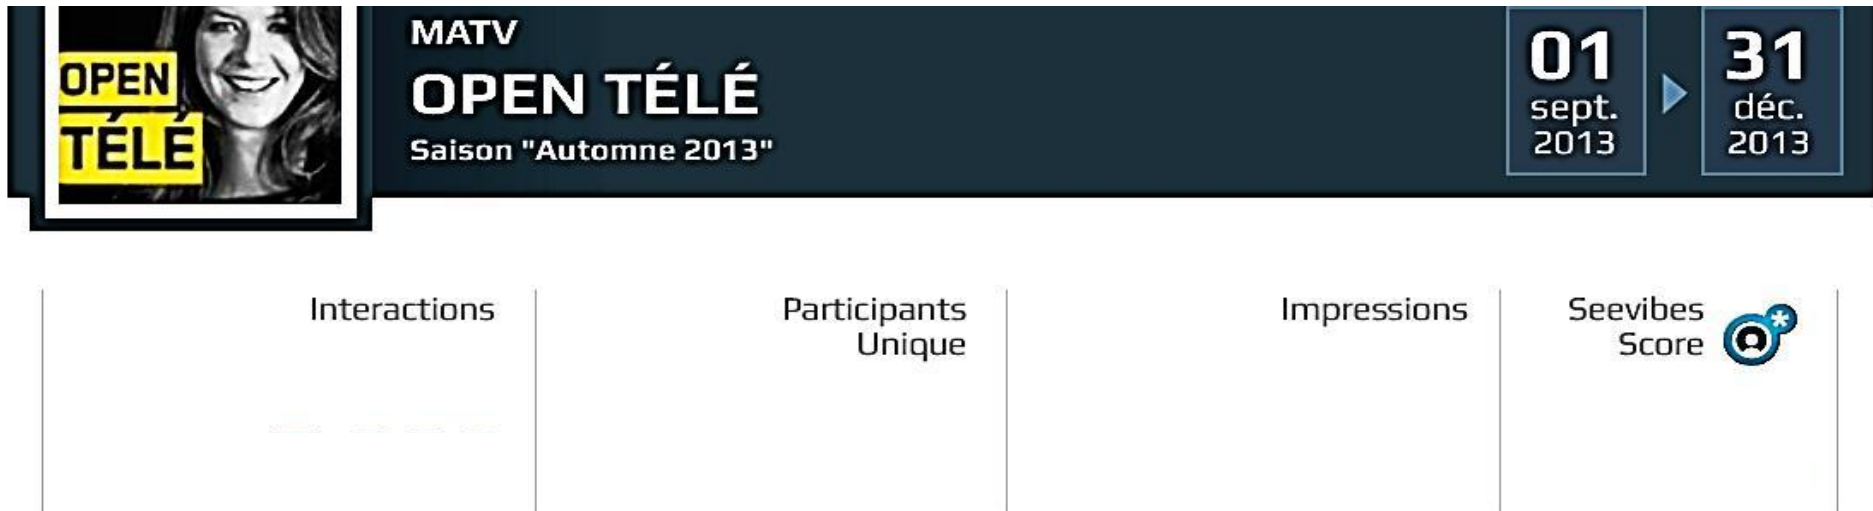 OPEN
TÉLÉ
MATV
OPEN TÉLÉ
Saison "Automne 2013"
01
sept.
2013
31
déc.
2013
Interactions
Participants
Unique
Impressions
Seevibes
Score